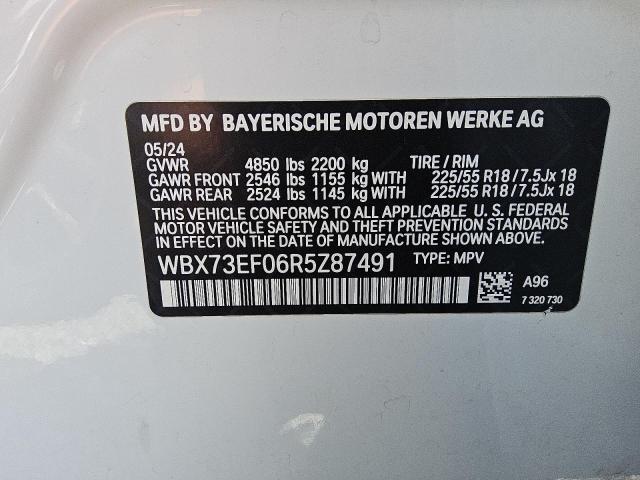 MFD BY BAYERISCHE MOTOREN WERKE AG
05/24
GVWR 4850 lbs 2200 kg TIRE / RIM
GAWR FRONT 2546 lbs 1155 kg WITH 225/55 R18 / 7.5Jx 18
GAWR REAR 2524 lbs 1145 kg WITH 225/55 R18 / 7.5Jx 18
THIS VEHICLE CONFORMS TO ALL APPLICABLE U. S. FEDERAL
MOTOR VEHICLE SAFETY AND THEFT PREVENTION STANDARDS
IN EFFECT ON THE DATE OF MANUFACTURE SHOWN ABOVE.
WBX73EF06R5Z87491 TYPE: MPV
A96
7 320 730